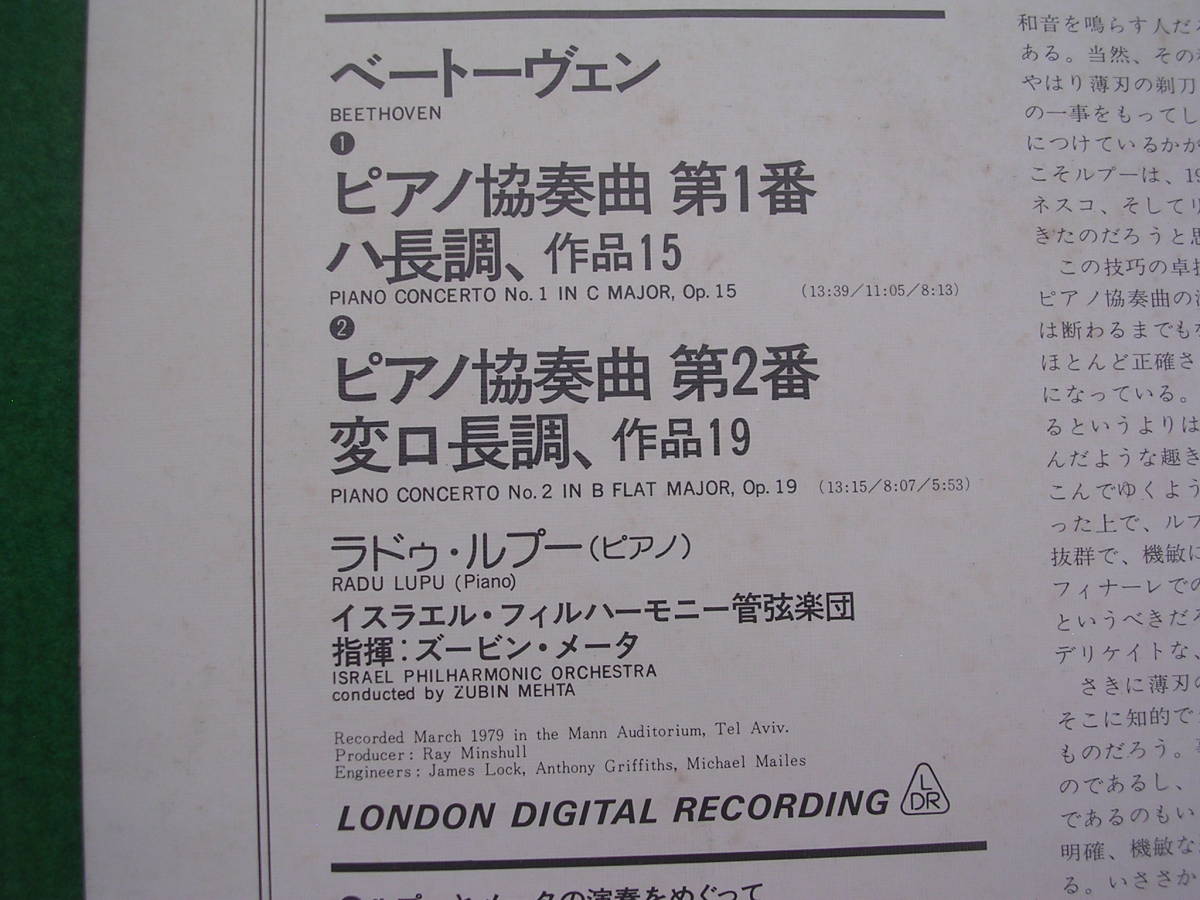 ベートーヴェン
BEETHOVEN
❶
ピアノ協奏曲 第1番
ハ長調、作品15
PIANO CONCERTO No. 1 IN C MAJOR, Op. 15 (13:39/11:05/8:13)
❷
ピアノ協奏曲 第2番
変ロ長調、作品19
PIANO CONCERTO No. 2 IN B FLAT MAJOR, Op. 19 (13:15/8:07/5:53)
ラドゥ・ルプー(ピアノ)
RADU LUPU (Piano)
イスラエル・フィルハーモニー管弦楽団
指揮:ズービン・メータ
ISRAEL PHILHARMONIC ORCHESTRA
conducted by ZUBIN MEHTA
Recorded March 1979 in the Mann Auditorium, Tel Aviv.
Producer: Ray Minshull
Engineers: James Lock, Anthony Griffiths, Michael Mailes
LONDON DIGITAL RECORDING LDR
●ルプーとメータの演奏をめぐって
和音を鳴らす人だ
ある。当然、その
やはり薄刃の剃刀
の一事をもってし
につけているかが
こそルプーは、19
ネスコ、そしてリ
きたのだろうと思
この技巧の卓抜
ピアノ協奏曲の
は断わるまでも
ほとんど正確さ
になっている。
るというよりは
んだような趣き
こんでゆくよう
った上で、ルプ
抜群で、機敏に
フィナーレでの
というべきだろ
デリケイトな、
さきに薄刃の
そこに知的で
ものだろう。
のであるし、
であるのもい
明確、機敏な
る。いささか